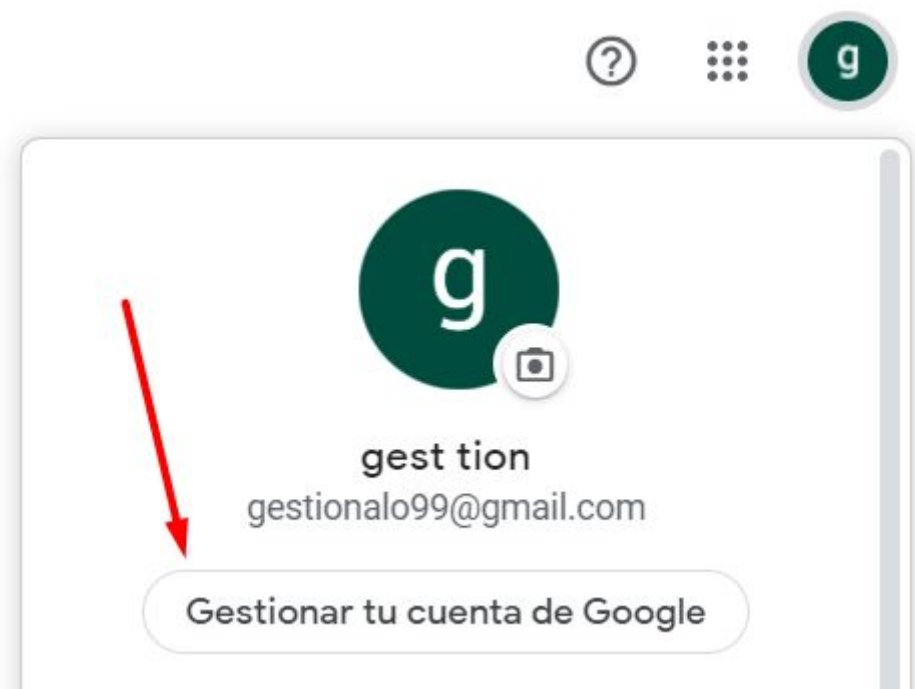 g
g
gest tion
gestionalo99@gmail.com
Gestionar tu cuenta de Google